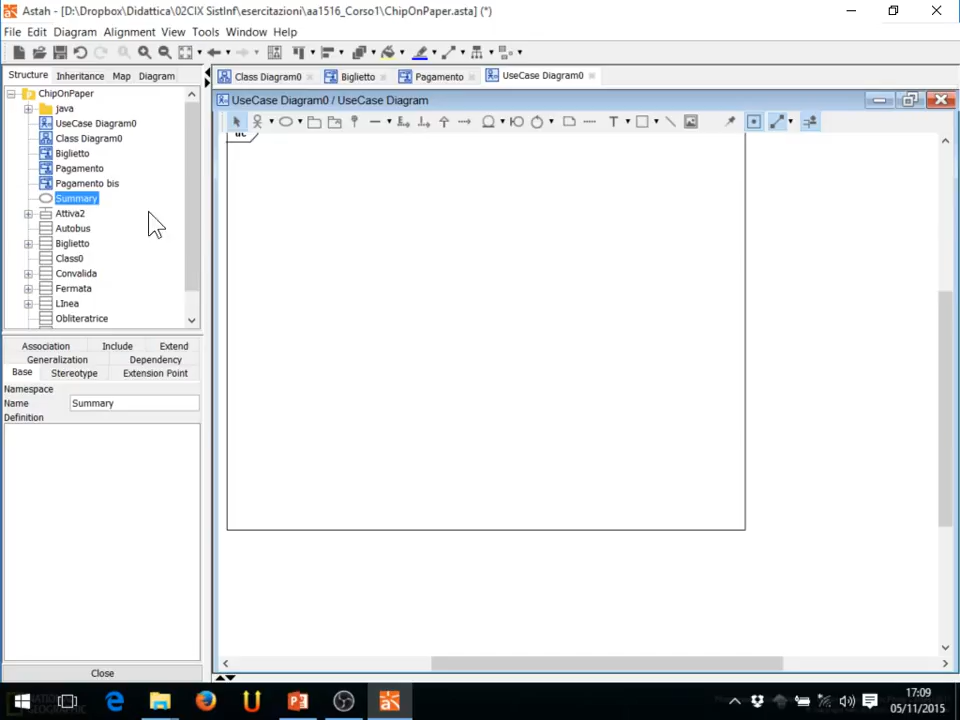 Astah - [D:\Dropbox\Didattica\02CIX SistInf\esercitazioni\aa1516_Corso1\ChipOnPaper.asta] (*)
File Edit Diagram Alignment View Tools Window Help
Structure Inheritance Map Diagram
Class Diagram0 Biglietto Pagamento UseCase Diagram0
UseCase Diagram0 / UseCase Diagram
ChipOnPaper
java
UseCase Diagram0
Class Diagram0
Biglietto
Pagamento
Pagamento bis
Summary
Attiva2
Autobus
Biglietto
Class0
Convalida
Fermata
LInea
Obliteratrice
Association Include Extend
Generalization Dependency
Base Stereotype Extension Point
Namespace
Name Summary
Definition
Close
17:09
05/11/2015